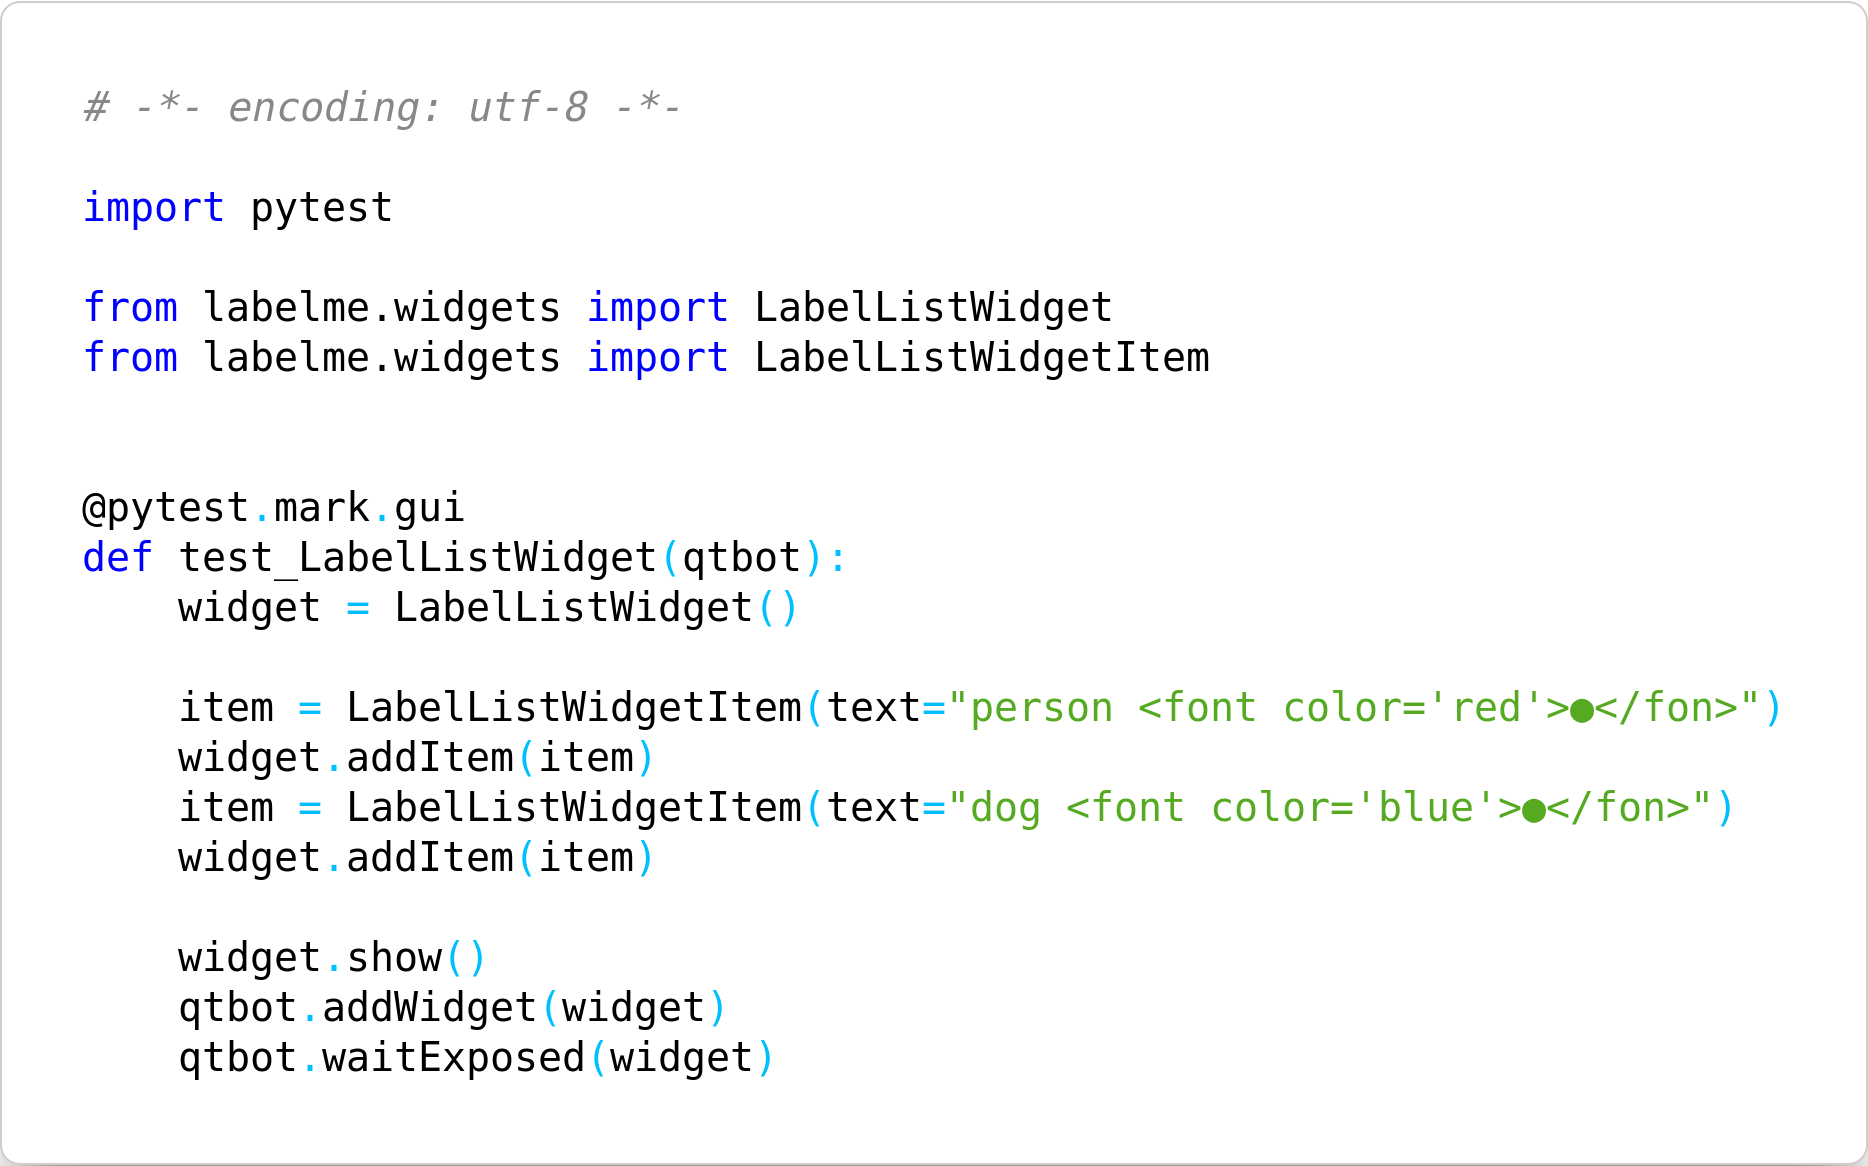 # -*- encoding: utf-8 -*-

import pytest

from labelme.widgets import LabelListWidget
from labelme.widgets import LabelListWidgetItem


@pytest.mark.gui
def test_LabelListWidget(qtbot):
    widget = LabelListWidget()

    item = LabelListWidgetItem(text="person <font color='red'>●</fon>")
    widget.addItem(item)
    item = LabelListWidgetItem(text="dog <font color='blue'>●</fon>")
    widget.addItem(item)

    widget.show()
    qtbot.addWidget(widget)
    qtbot.waitExposed(widget)